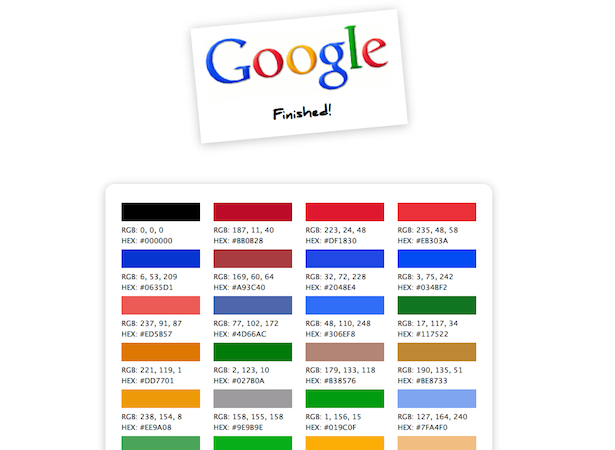 Google
Finished!
RGB: 0, 0, 0
HEX: #000000
RGB: 187, 11, 40
HEX: #BB0B28
RGB: 223, 24, 48
HEX: #DF1830
RGB: 235, 48, 58
HEX: #EB303A
RGB: 6, 53, 209
HEX: #0635D1
RGB: 169, 60, 64
HEX: #A93C40
RGB: 32, 72, 228
HEX: #2048E4
RGB: 3, 75, 242
HEX: #034BF2
RGB: 237, 91, 87
HEX: #ED5B57
RGB: 77, 102, 172
HEX: #4D66AC
RGB: 48, 110, 248
HEX: #306EF8
RGB: 17, 117, 34
HEX: #117522
RGB: 221, 119, 1
HEX: #DD7701
RGB: 2, 123, 10
HEX: #027B0A
RGB: 179, 133, 118
HEX: #B38576
RGB: 190, 135, 51
HEX: #BE8733
RGB: 238, 154, 8
HEX: #EE9A08
RGB: 158, 155, 158
HEX: #9E9B9E
RGB: 1, 156, 15
HEX: #019C0F
RGB: 127, 164, 240
HEX: #7FA4F0